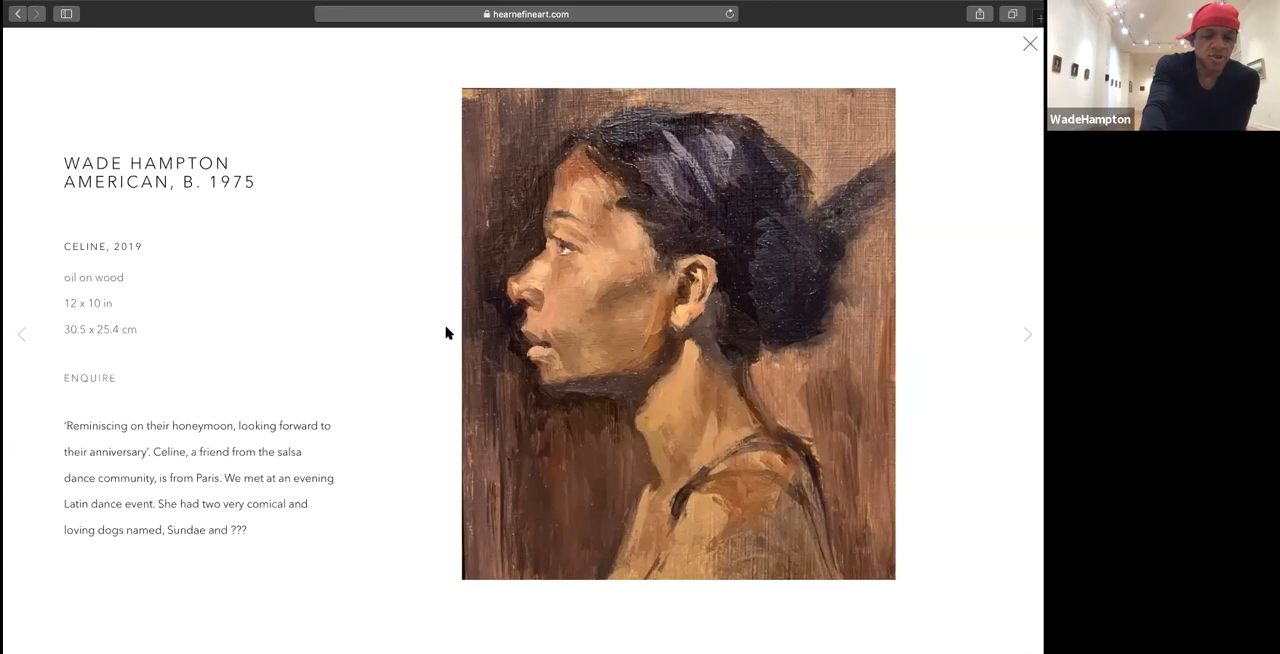 hearnefineart.com
WadeHampton
WADE HAMPTON
AMERICAN, B. 1975
CELINE, 2019
oil on wood
12 x 10 in
30.5 x 25.4 cm
ENQUIRE
‘Reminiscing on their honeymoon, looking forward to
their anniversary’. Celine, a friend from the salsa
dance community, is from Paris. We met at an evening
Latin dance event. She had two very comical and
loving dogs named, Sundae and ???